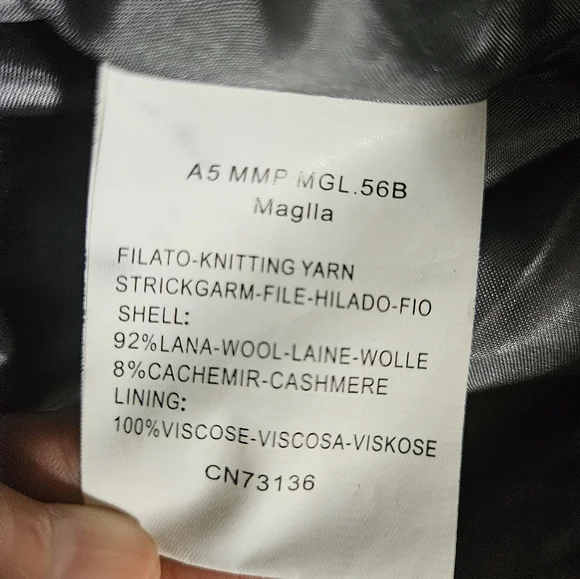 A5 MMP MGL.56B
Maglla
FILATO-KNITTING YARN
STRICKGARM-FILE-HILADO-FIO
SHELL:
92%LANA-WOOL-LAINE-WOLLE
8%CACHEMIR-CASHMERE
LINING:
100%VISCOSE-VISCOSA-VISKOSE
CN73136